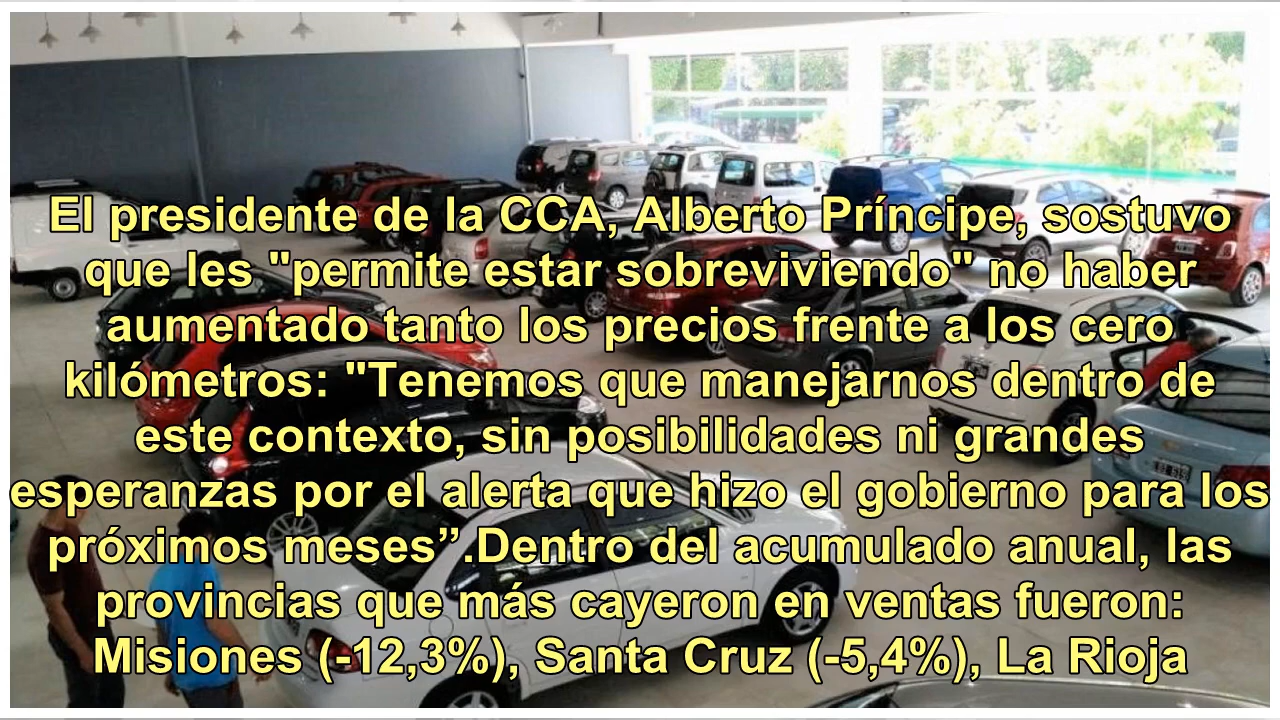 El presidente de la CCA, Alberto Príncipe, sostuvo
que les "permite estar sobreviviendo" no haber
aumentado tanto los precios frente a los cero
kilómetros: "Tenemos que manejarnos dentro de
este contexto, sin posibilidades ni grandes
esperanzas por el alerta que hizo el gobierno para los
próximos meses”.Dentro del acumulado anual, las
provincias que más cayeron en ventas fueron:
Misiones (-12,3%), Santa Cruz (-5,4%), La Rioja